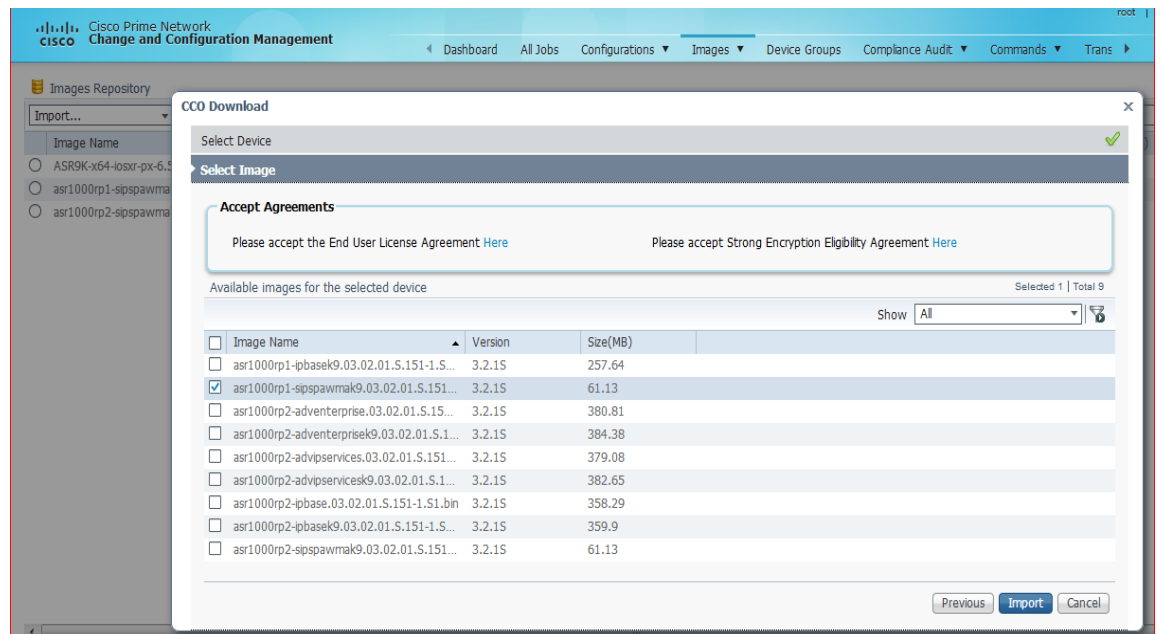 root |
Cisco Prime Network
CISCO Change and Configuration Management
Dashboard All Jobs Configurations ▼ Images ▼ Device Groups Compliance Audit ▼ Commands ▼ Trans
Images Repository
Import...
Image Name
ASR9K-x64-iosxr-px-6.5
asr1000rp1-sipspawma
asr1000rp2-sipspawma
CCO Download
Select Device
Select Image
Accept Agreements
Please accept the End User License Agreement Here Please accept Strong Encryption Eligibility Agreement Here
Available images for the selected device Selected 1 | Total 9
Show All
Image Name Version Size(MB)
asr1000rp1-ipbasek9.03.02.01.S.151-1.S... 3.2.1S 257.64
asr1000rp1-sipspawmak9.03.02.01.S.151... 3.2.1S 61.13
asr1000rp2-adventerprise.03.02.01.S.15... 3.2.1S 380.81
asr1000rp2-adventerprisek9.03.02.01.S.1... 3.2.1S 384.38
asr1000rp2-advipservices.03.02.01.S.151... 3.2.1S 379.08
asr1000rp2-advipservicesk9.03.02.01.S.1... 3.2.1S 382.65
asr1000rp2-ipbase.03.02.01.S.151-1.S1.bin 3.2.1S 358.29
asr1000rp2-ipbasek9.03.02.01.S.151-1.S... 3.2.1S 359.9
asr1000rp2-sipspawmak9.03.02.01.S.151... 3.2.1S 61.13
Previous Import Cancel